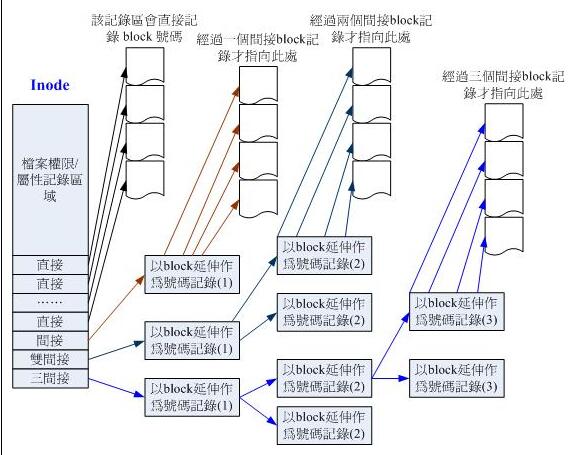 該記錄區會直接記
錄 block 號碼
經過一個間接block記
錄才指向此處
經過兩個間接block記
錄才指向此處
經過三個間接block記
錄才指向此處
Inode
檔案權限/
屬性記錄區
域
直接
直接
……
直接
間接
雙間接
三間接
以block延伸作
為號碼記錄(1)
以block延伸作
為號碼記錄(1)
以block延伸作
為號碼記錄(1)
以block延伸作
為號碼記錄(2)
以block延伸作
為號碼記錄(2)
以block延伸作
為號碼記錄(2)
以block延伸作
為號碼記錄(2)
以block延伸作
為號碼記錄(3)
以block延伸作
為號碼記錄(3)